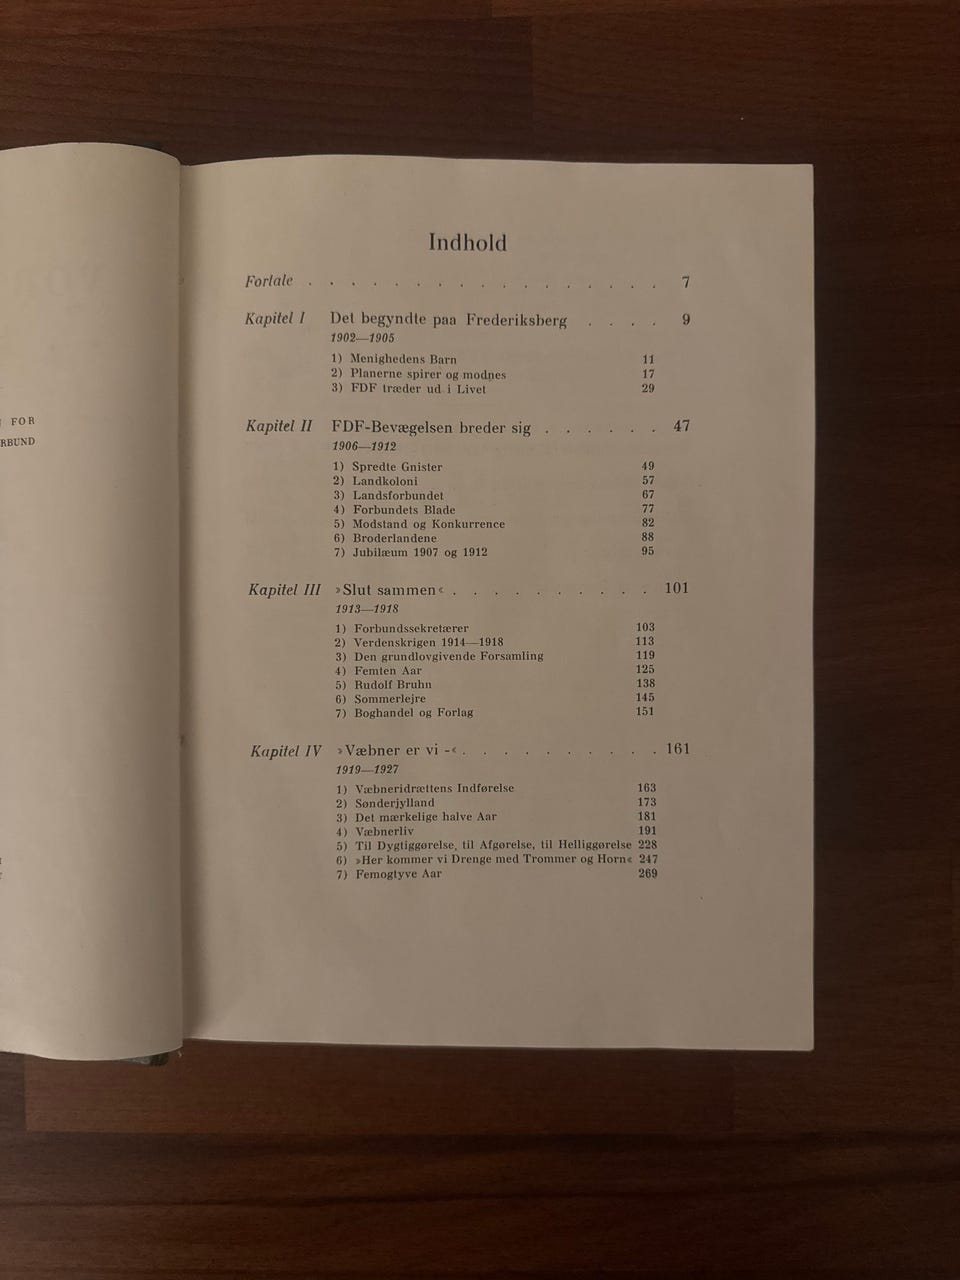 FOR
RBUND
Indhold
Fortale . . . . . . . . . . . . . . . . . 7
Kapitel I Det begyndte paa Frederiksberg . . . . 9
1902—1905
1) Menighedens Barn 11
2) Planerne spirer og modnes 17
3) FDF træder ud i Livet 29
Kapitel II FDF-Bevægelsen breder sig . . . . . . 47
1906—1912
1) Spredte Gnister 49
2) Landkoloni 57
3) Landsforbundet 67
4) Forbundets Blade 77
5) Modstand og Konkurrence 82
6) Broderlandene 88
7) Jubilæum 1907 og 1912 95
Kapitel III »Slut sammen« . . . . . . . . . . 101
1913—1918
1) Forbundssekretærer 103
2) Verdenskrigen 1914—1918 113
3) Den grundlovgivende Forsamling 119
4) Femten Aar 125
5) Rudolf Bruhn 138
6) Sommerlejre 145
7) Boghandel og Forlag 151
Kapitel IV »Væbner er vi -« . . . . . . . . . . 161
1919—1927
1) Væbneridrættens Indførelse 163
2) Sønderjylland 173
3) Det mærkelige halve Aar 181
4) Væbnerliv 191
5) Til Dygtiggørelse, til Afgørelse, til Helliggørelse 228
6) »Her kommer vi Drenge med Trommer og Horn« 247
7) Femogtyve Aar 269